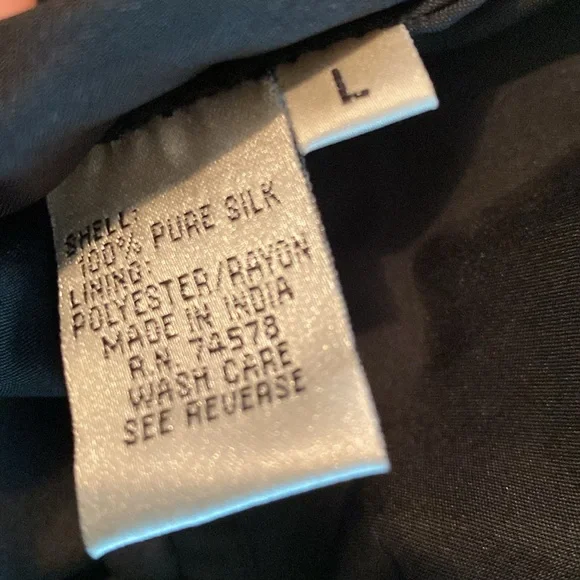 L
SHELL:
100% PURE SILK
LINING:
POLYESTER/RAYON
MADE IN INDIA
R.N. 74578
WASH CARE
SEE REVERSE